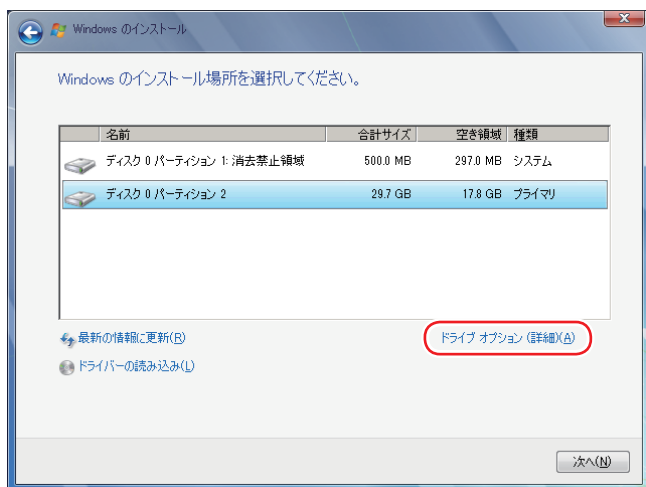 Windows のインストール
Windows のインストール場所を選択してください。
名前 合計サイズ 空き領域 種類
ディスク 0 パーティション 1: 消去禁止領域 500.0 MB 297.0 MB システム
ディスク 0 パーティション 2 29.7 GB 17.8 GB プライマリ
最新の情報に更新(R) ドライブ オプション (詳細)(A)
ドライバーの読み込み(L)
次へ(N)